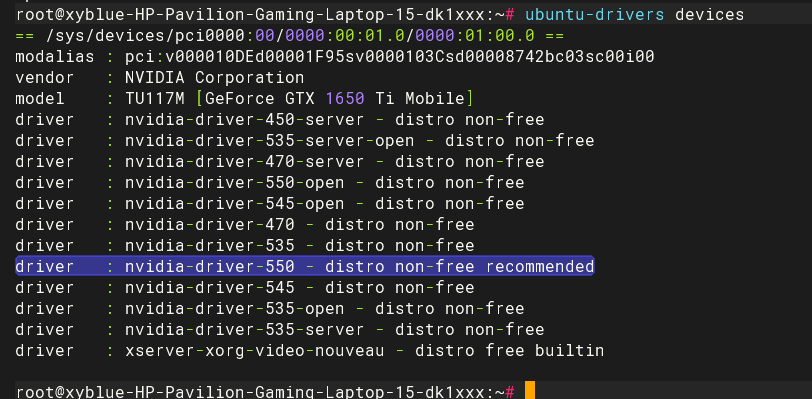 root@xyblue-HP-Pavilion-Gaming-Laptop-15-dk1xxx:~# ubuntu-drivers devices
== /sys/devices/pci0000:00/0000:00:01.0/0000:01:00.0 ==
modalias : pci:v000010DEd00001F95sv0000103Csd00008742bc03sc00i00
vendor   : NVIDIA Corporation
model    : TU117M [GeForce GTX 1650 Ti Mobile]
driver   : nvidia-driver-450-server - distro non-free
driver   : nvidia-driver-535-server-open - distro non-free
driver   : nvidia-driver-470-server - distro non-free
driver   : nvidia-driver-550-open - distro non-free
driver   : nvidia-driver-545-open - distro non-free
driver   : nvidia-driver-470 - distro non-free
driver   : nvidia-driver-535 - distro non-free
driver   : nvidia-driver-550 - distro non-free recommended
driver   : nvidia-driver-545 - distro non-free
driver   : nvidia-driver-535-open - distro non-free
driver   : nvidia-driver-535-server - distro non-free
driver   : xserver-xorg-video-nouveau - distro free builtin
root@xyblue-HP-Pavilion-Gaming-Laptop-15-dk1xxx:~#